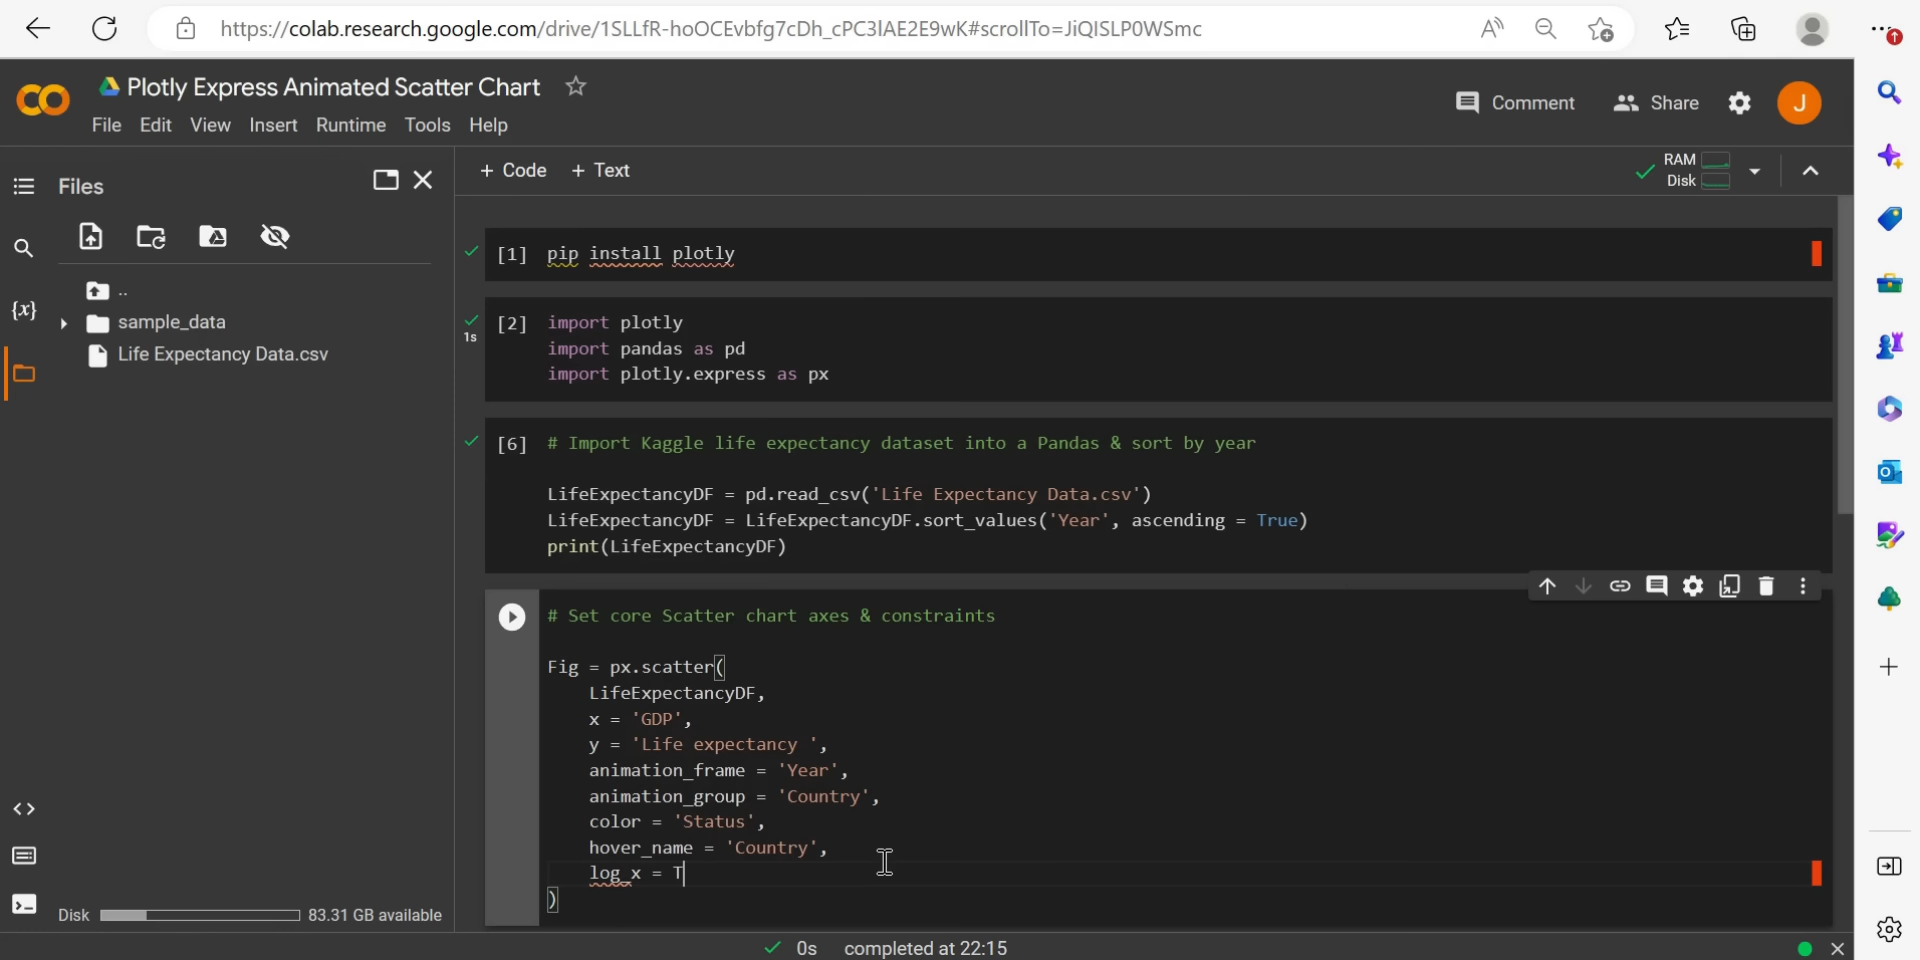 https://colab.research.google.com/drive/1SLLfR-hoOCEvbfg7cDh_cPC3lAE2E9wK#scrollTo=JiQISLP0WSmc
Plotly Express Animated Scatter Chart
File Edit View Insert Runtime Tools Help
Comment
Share
J
Files
+ Code + Text
RAM
Disk
..
sample_data
Life Expectancy Data.csv
{x}
[1] pip install plotly
1s
[2] import plotly
import pandas as pd
import plotly.express as px
[6] # Import Kaggle life expectancy dataset into a Pandas & sort by year
LifeExpectancyDF = pd.read_csv('Life Expectancy Data.csv')
LifeExpectancyDF = LifeExpectancyDF.sort_values('Year', ascending = True)
print(LifeExpectancyDF)
# Set core Scatter chart axes & constraints
Fig = px.scatter(
LifeExpectancyDF,
x = 'GDP',
y = 'Life expectancy ',
animation_frame = 'Year',
animation_group = 'Country',
color = 'Status',
hover_name = 'Country',
log_x = T
)
Disk 83.31 GB available
0s completed at 22:15